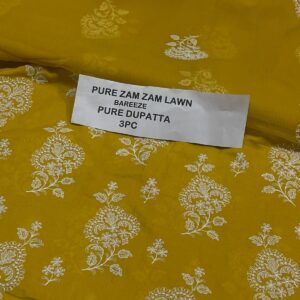 PURE ZAM ZAM LAWN
BAREEZE
PURE DUPATTA
3PC